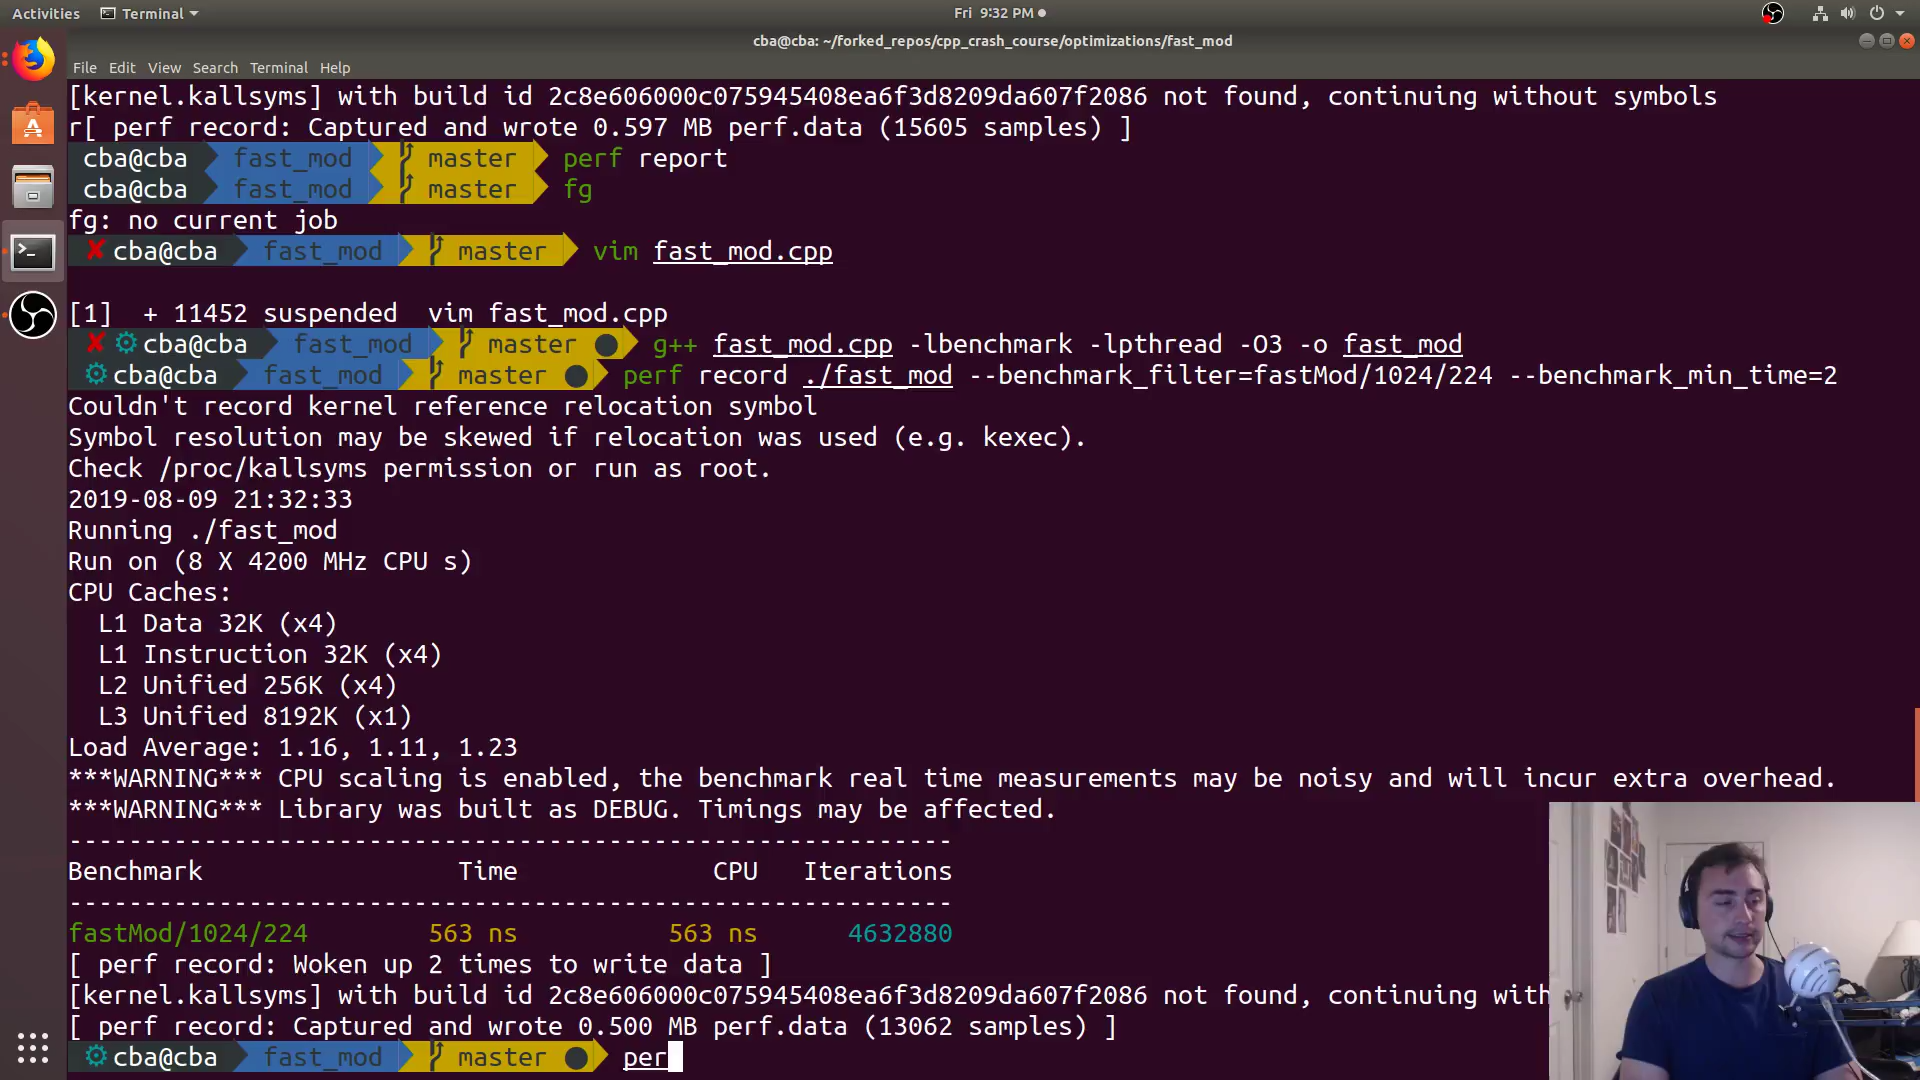 Activities Terminal Fri 9:32 PM
cba@cba: ~/forked_repos/cpp_crash_course/optimizations/fast_mod
File Edit View Search Terminal Help
[kernel.kallsyms] with build id 2c8e606000c075945408ea6f3d8209da607f2086 not found, continuing without symbols
r[ perf record: Captured and wrote 0.597 MB perf.data (15605 samples) ]
cba@cba fast_mod master perf report
cba@cba fast_mod master fg
fg: no current job
✘ cba@cba fast_mod master vim fast_mod.cpp
[1]  + 11452 suspended  vim fast_mod.cpp
✘ ⚙ cba@cba fast_mod master ● g++ fast_mod.cpp -lbenchmark -lpthread -O3 -o fast_mod
⚙ cba@cba fast_mod master ● perf record ./fast_mod --benchmark_filter=fastMod/1024/224 --benchmark_min_time=2
Couldn't record kernel reference relocation symbol
Symbol resolution may be skewed if relocation was used (e.g. kexec).
Check /proc/kallsyms permission or run as root.
2019-08-09 21:32:33
Running ./fast_mod
Run on (8 X 4200 MHz CPU s)
CPU Caches:
L1 Data 32K (x4)
L1 Instruction 32K (x4)
L2 Unified 256K (x4)
L3 Unified 8192K (x1)
Load Average: 1.16, 1.11, 1.23
***WARNING*** CPU scaling is enabled, the benchmark real time measurements may be noisy and will incur extra overhead.
***WARNING*** Library was built as DEBUG. Timings may be affected.
-----------------------------------------------------------
Benchmark Time CPU Iterations
-----------------------------------------------------------
fastMod/1024/224 563 ns 563 ns 4632880
[ perf record: Woken up 2 times to write data ]
[kernel.kallsyms] with build id 2c8e606000c075945408ea6f3d8209da607f2086 not found, continuing with
[ perf record: Captured and wrote 0.500 MB perf.data (13062 samples) ]
⚙ cba@cba fast_mod master ● per